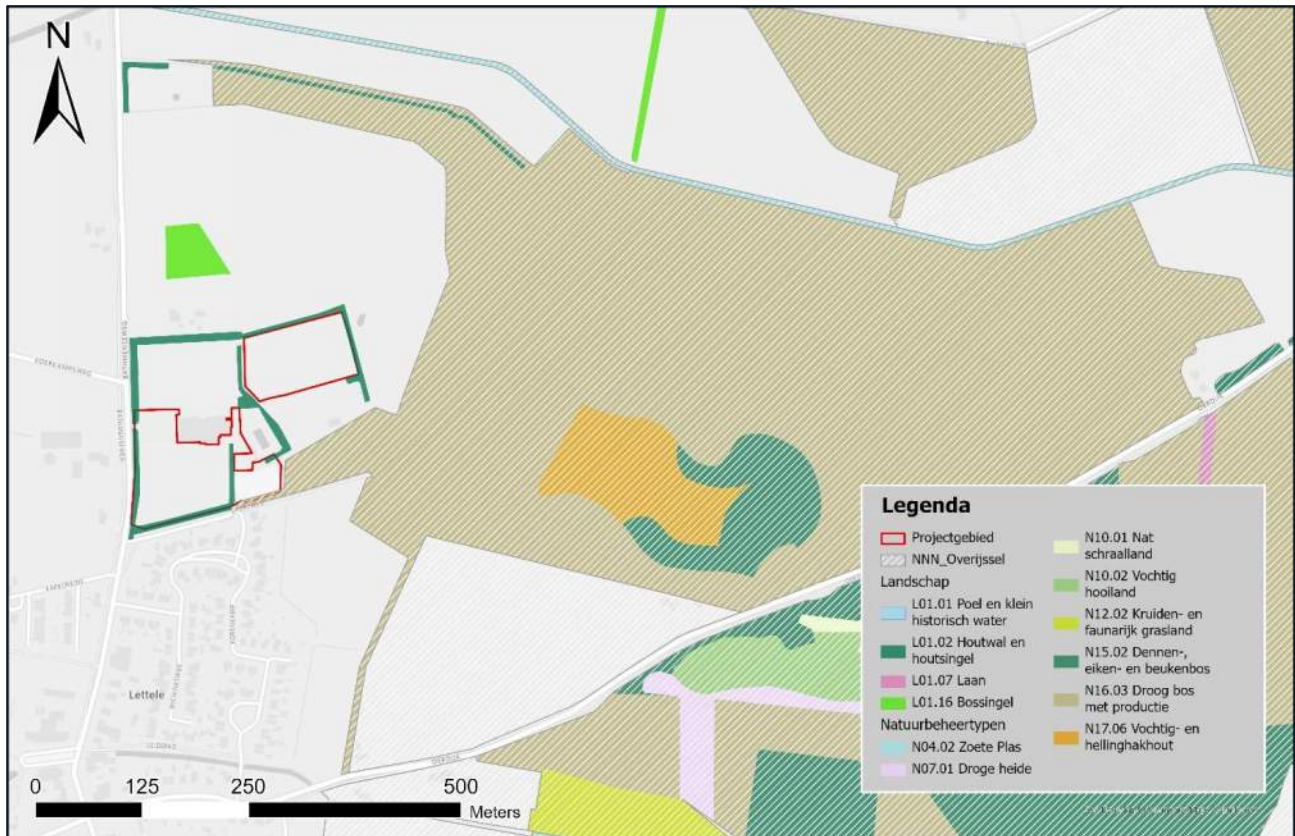 N
Lettele
0 125 250 500
Meters
Legenda
Projectgebied
NNN_Overijssel
Landschap
L01.01 Poel en klein
historisch water
L01.02 Houtwal en
houtsingel
L01.07 Laan
L01.16 Bossingel
Natuurbeheertypen
N04.02 Zoete Plas
N07.01 Droge heide
N10.01 Nat
schraalland
N10.02 Vochtig
hooiland
N12.02 Kruiden- en
faunarijk grasland
N15.02 Dennen-,
eiken- en beukenbos
N16.03 Droog bos
met productie
N17.06 Vochtig- en
hellinghakhout